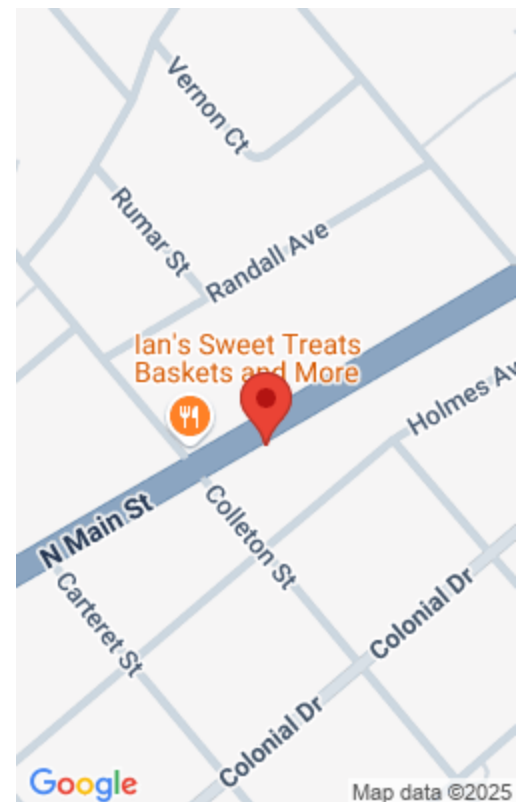 Vernon Ct
Rumar St
Randall Ave
Ian's Sweet Treats
Baskets and More
Holmes Av
N Main St
Colleton St
Carteret St
Colonial Dr
Colonial Dr
Google
Map data ©2025